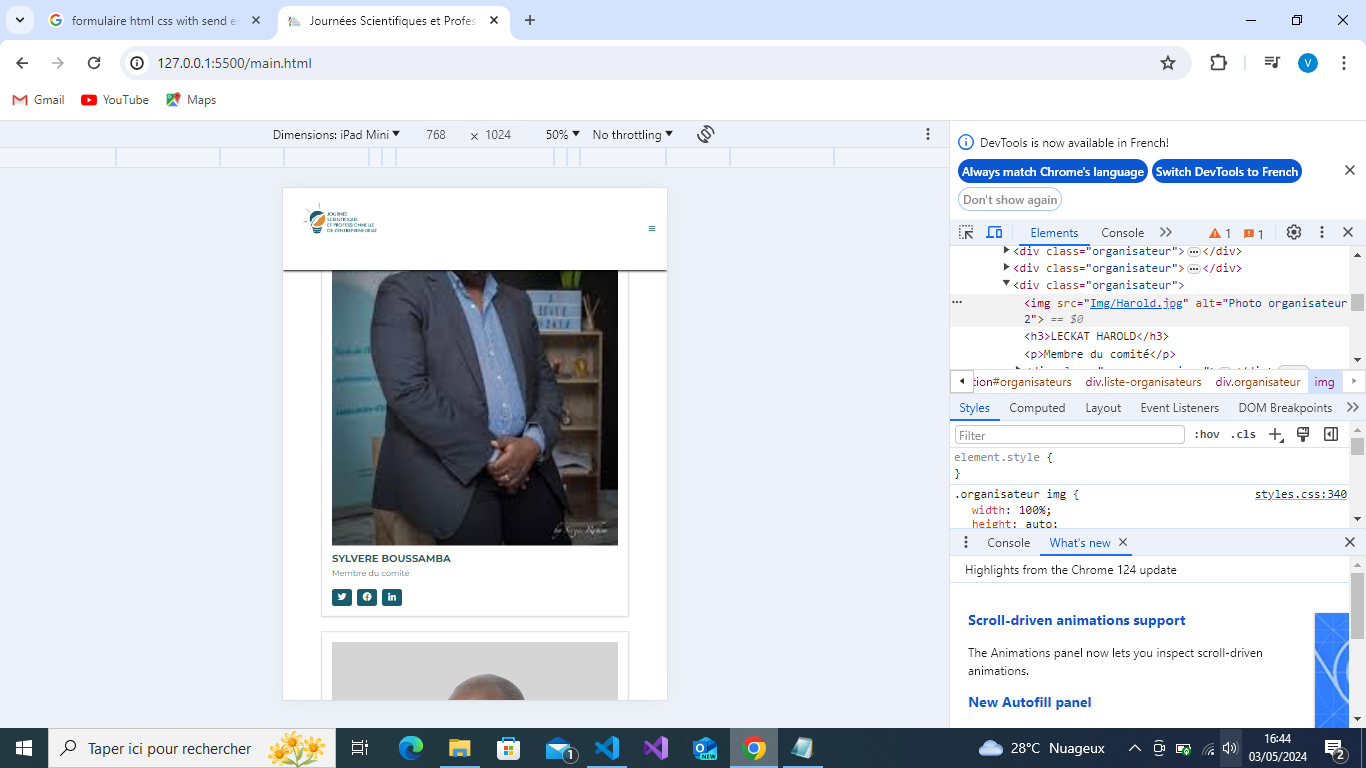 formulaire html css with send e
Journées Scientifiques et Profes
127.0.0.1:5500/main.html
V
Gmail
YouTube
Maps
Dimensions: iPad Mini
768
×
1024
50%
No throttling
JOURNÉE
SCIENTIFIQUE
ET PROFESSIONNELLE
DE L'ENTREPRENEURIAT
SYLVERE BOUSSAMBA
Membre du comité
DevTools is now available in French!
Always match Chrome's language
Switch DevTools to French
Don't show again
Elements
Console
1
1
<div class="organisateur">…</div>
<div class="organisateur">…</div>
<div class="organisateur">
<img src="Img/Harold.jpg" alt="Photo organisateur
2"> == $0
<h3>LECKAT HAROLD</h3>
<p>Membre du comité</p>
tion#organisateurs
div.liste-organisateurs
div.organisateur
img
Styles
Computed
Layout
Event Listeners
DOM Breakpoints
Filter
:hov
.cls
element.style {
}
.organisateur img {
styles.css:340
width: 100%;
height: auto;
Console
What's new
Highlights from the Chrome 124 update
Scroll-driven animations support
The Animations panel now lets you inspect scroll-driven
animations.
New Autofill panel
Taper ici pour rechercher
1
NEW
28°C Nuageux
16:44
03/05/2024
2